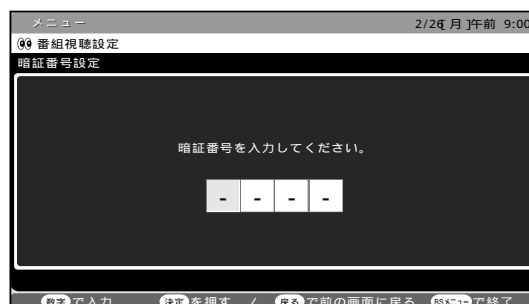 メニュー 2/26[月]午前 9:00
番組視聴設定
暗証番号設定
暗証番号を入力してください。
- - - -
数字で入力 決定を押す / 戻るで前の画面に戻る BSメニューで終了